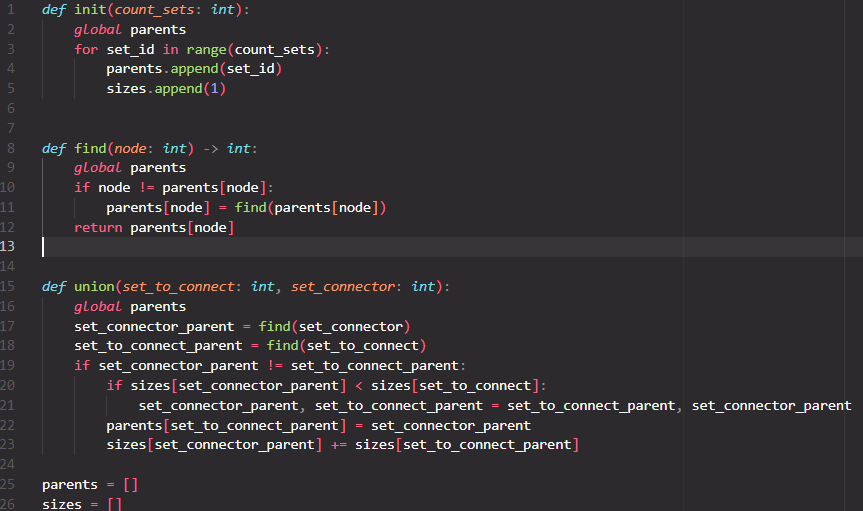 1 def init(count_sets: int):
2     global parents
3     for set_id in range(count_sets):
4         parents.append(set_id)
5         sizes.append(1)
6
7
8 def find(node: int) -> int:
9     global parents
10     if node != parents[node]:
11         parents[node] = find(parents[node])
12     return parents[node]
13
14
15 def union(set_to_connect: int, set_connector: int):
16     global parents
17     set_connector_parent = find(set_connector)
18     set_to_connect_parent = find(set_to_connect)
19     if set_connector_parent != set_to_connect_parent:
20         if sizes[set_connector_parent] < sizes[set_to_connect]:
21             set_connector_parent, set_to_connect_parent = set_to_connect_parent, set_connector_parent
22         parents[set_to_connect_parent] = set_connector_parent
23         sizes[set_connector_parent] += sizes[set_to_connect_parent]
24
25 parents = []
26 sizes = []